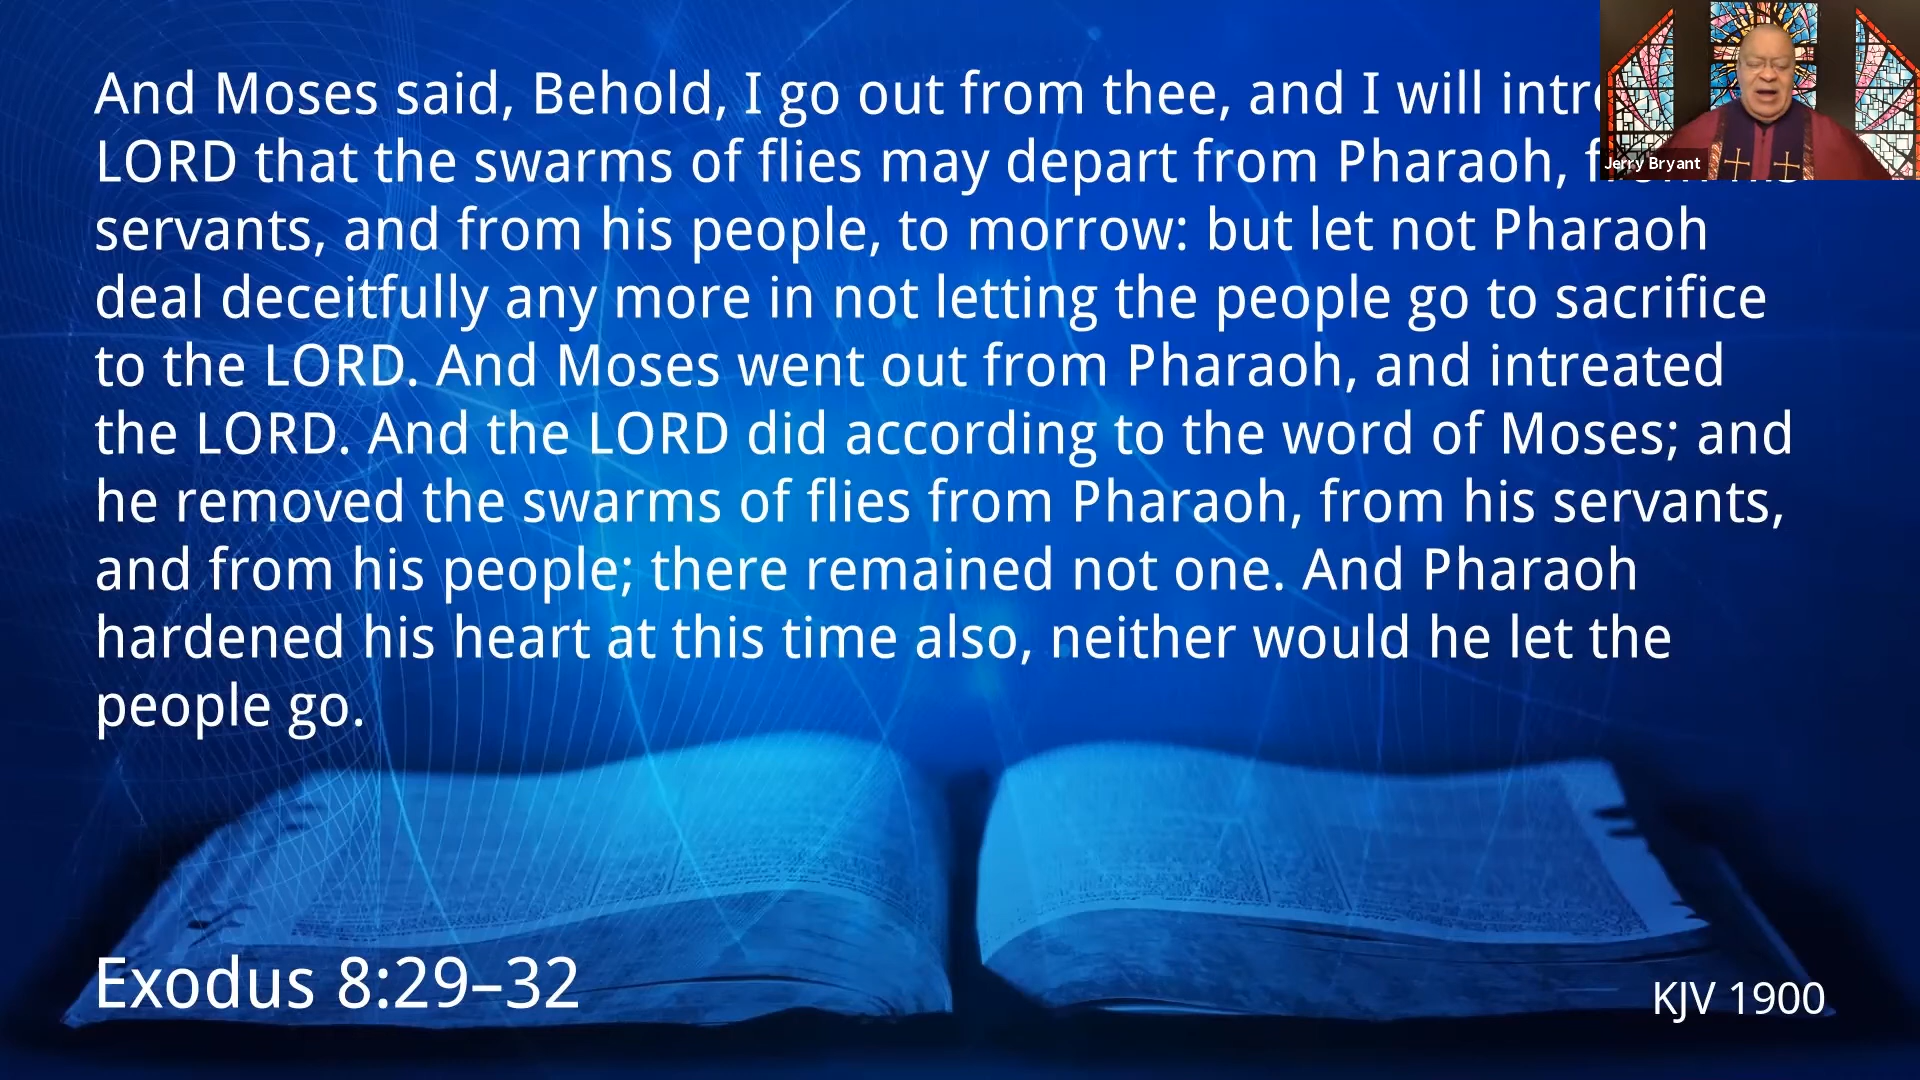 And Moses said, Behold, I go out from thee, and I will
LORD that the swarms of flies may depart from Pharaoh,
servants, and from his people, to morrow: but let not Pharaoh
deal deceitfully any more in not letting the people go to sacrifice
to the LORD. And Moses went out from Pharaoh, and intreated
the LORD. And the LORD did according to the word of Moses; and
he removed the swarms of flies from Pharaoh, from his servants,
and from his people; there remained not one. And Pharaoh
hardened his heart at this time also, neither would he let the
people go.
Exodus 8:29–32
KJV 1900
Jerry Bryant